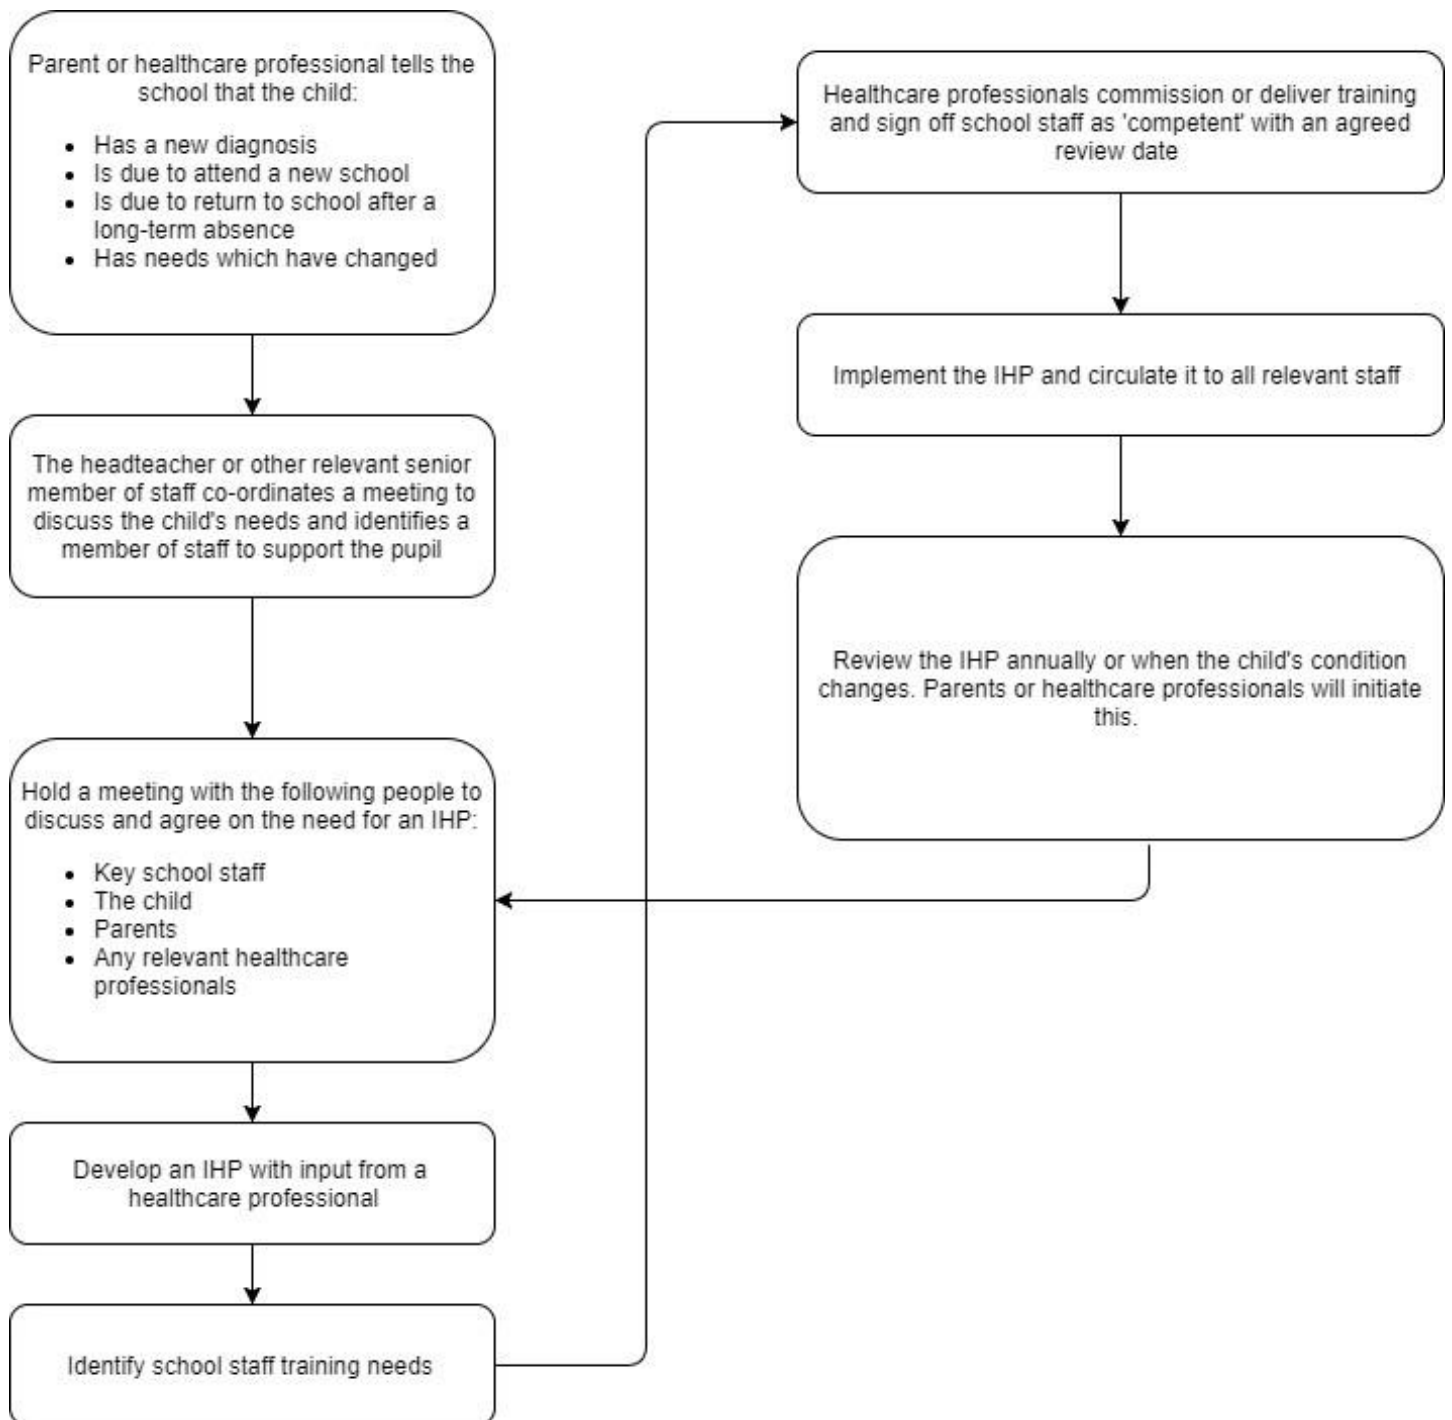 Parent or healthcare professional tells the
school that the child:
• Has a new diagnosis
• Is due to attend a new school
• Is due to return to school after a
long-term absence
• Has needs which have changed
The headteacher or other relevant senior
member of staff co-ordinates a meeting to
discuss the child's needs and identifies a
member of staff to support the pupil
Hold a meeting with the following people to
discuss and agree on the need for an IHP:
• Key school staff
• The child
• Parents
• Any relevant healthcare
professionals
Develop an IHP with input from a
healthcare professional
Identify school staff training needs
Healthcare professionals commission or deliver training
and sign off school staff as 'competent' with an agreed
review date
Implement the IHP and circulate it to all relevant staff
Review the IHP annually or when the child's condition
changes. Parents or healthcare professionals will initiate
this.